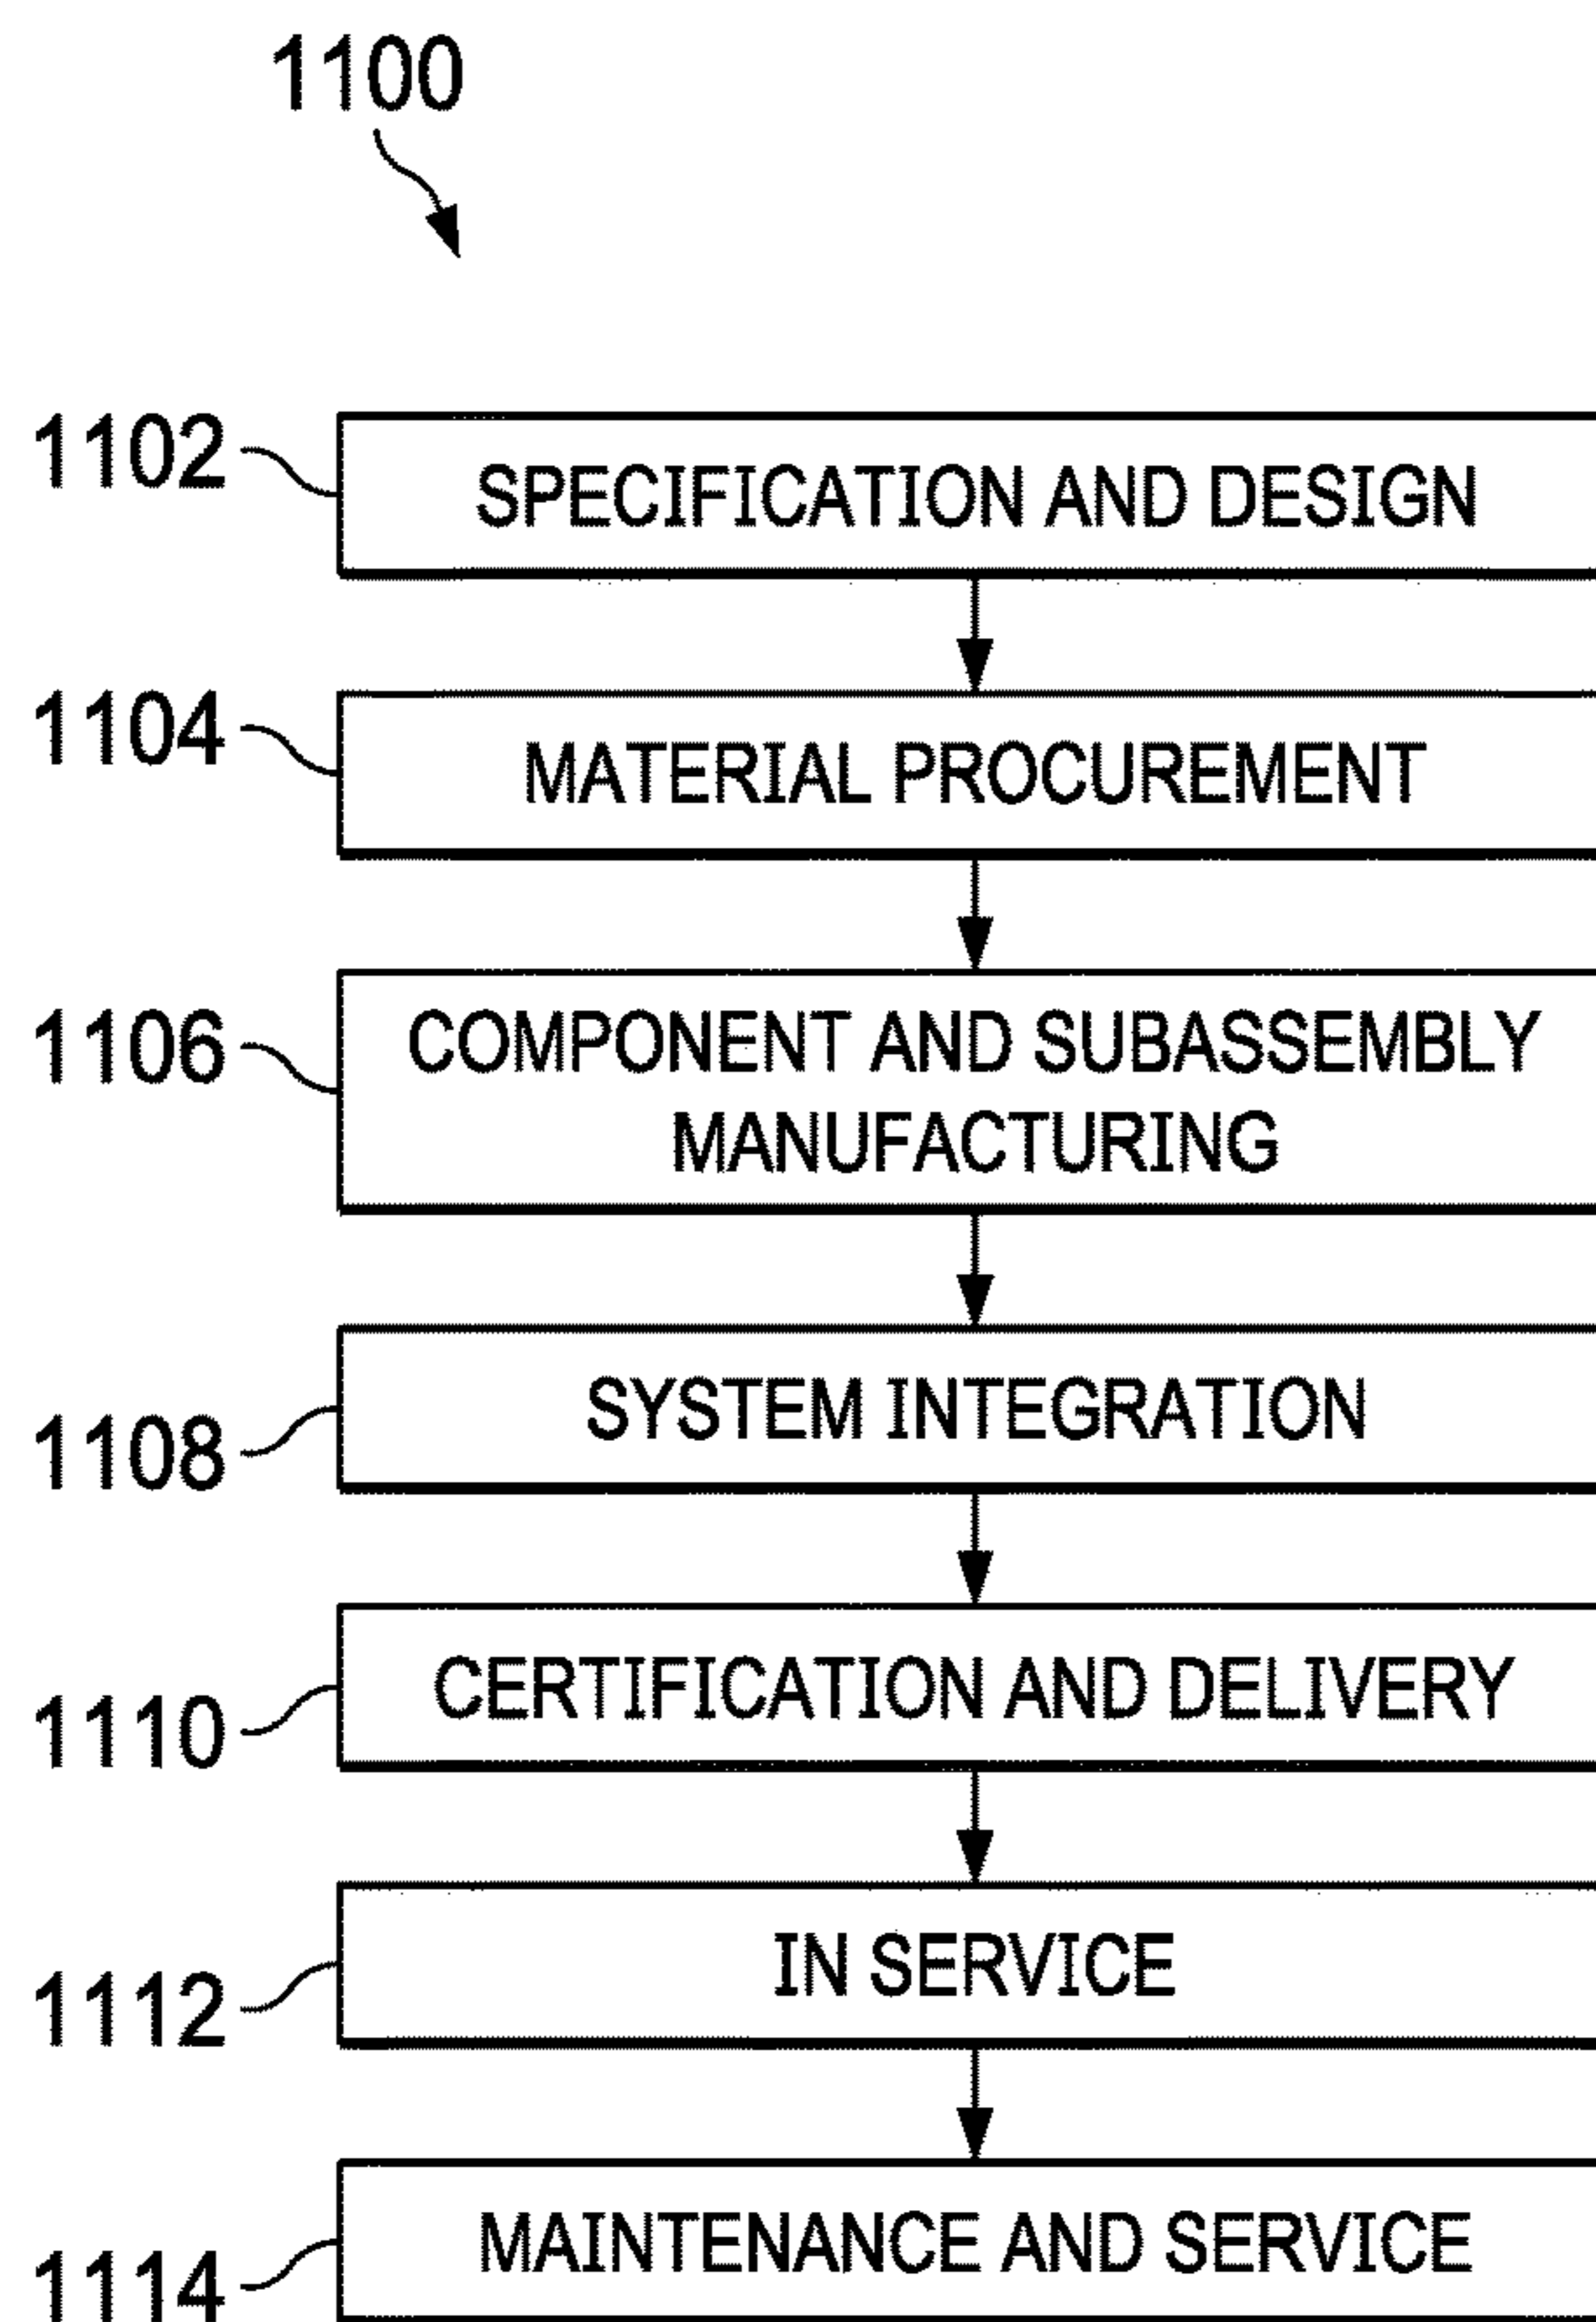 1100
1102
SPECIFICATION AND DESIGN
1104
MATERIAL PROCUREMENT
1106
COMPONENT AND SUBASSEMBLY
MANUFACTURING
1108
SYSTEM INTEGRATION
1110
CERTIFICATION AND DELIVERY
1112
IN SERVICE
1114
MAINTENANCE AND SERVICE